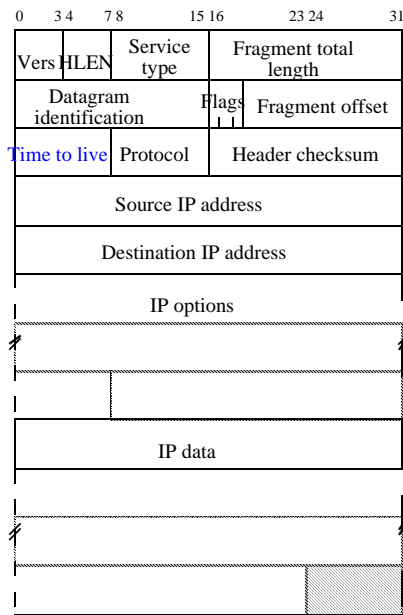 0 3 4 7 8 15 16 23 24 31
Vers HLEN Service type Fragment total length
Datagram identification Flags Fragment offset
Time to live Protocol Header checksum
Source IP address
Destination IP address
IP options
IP data